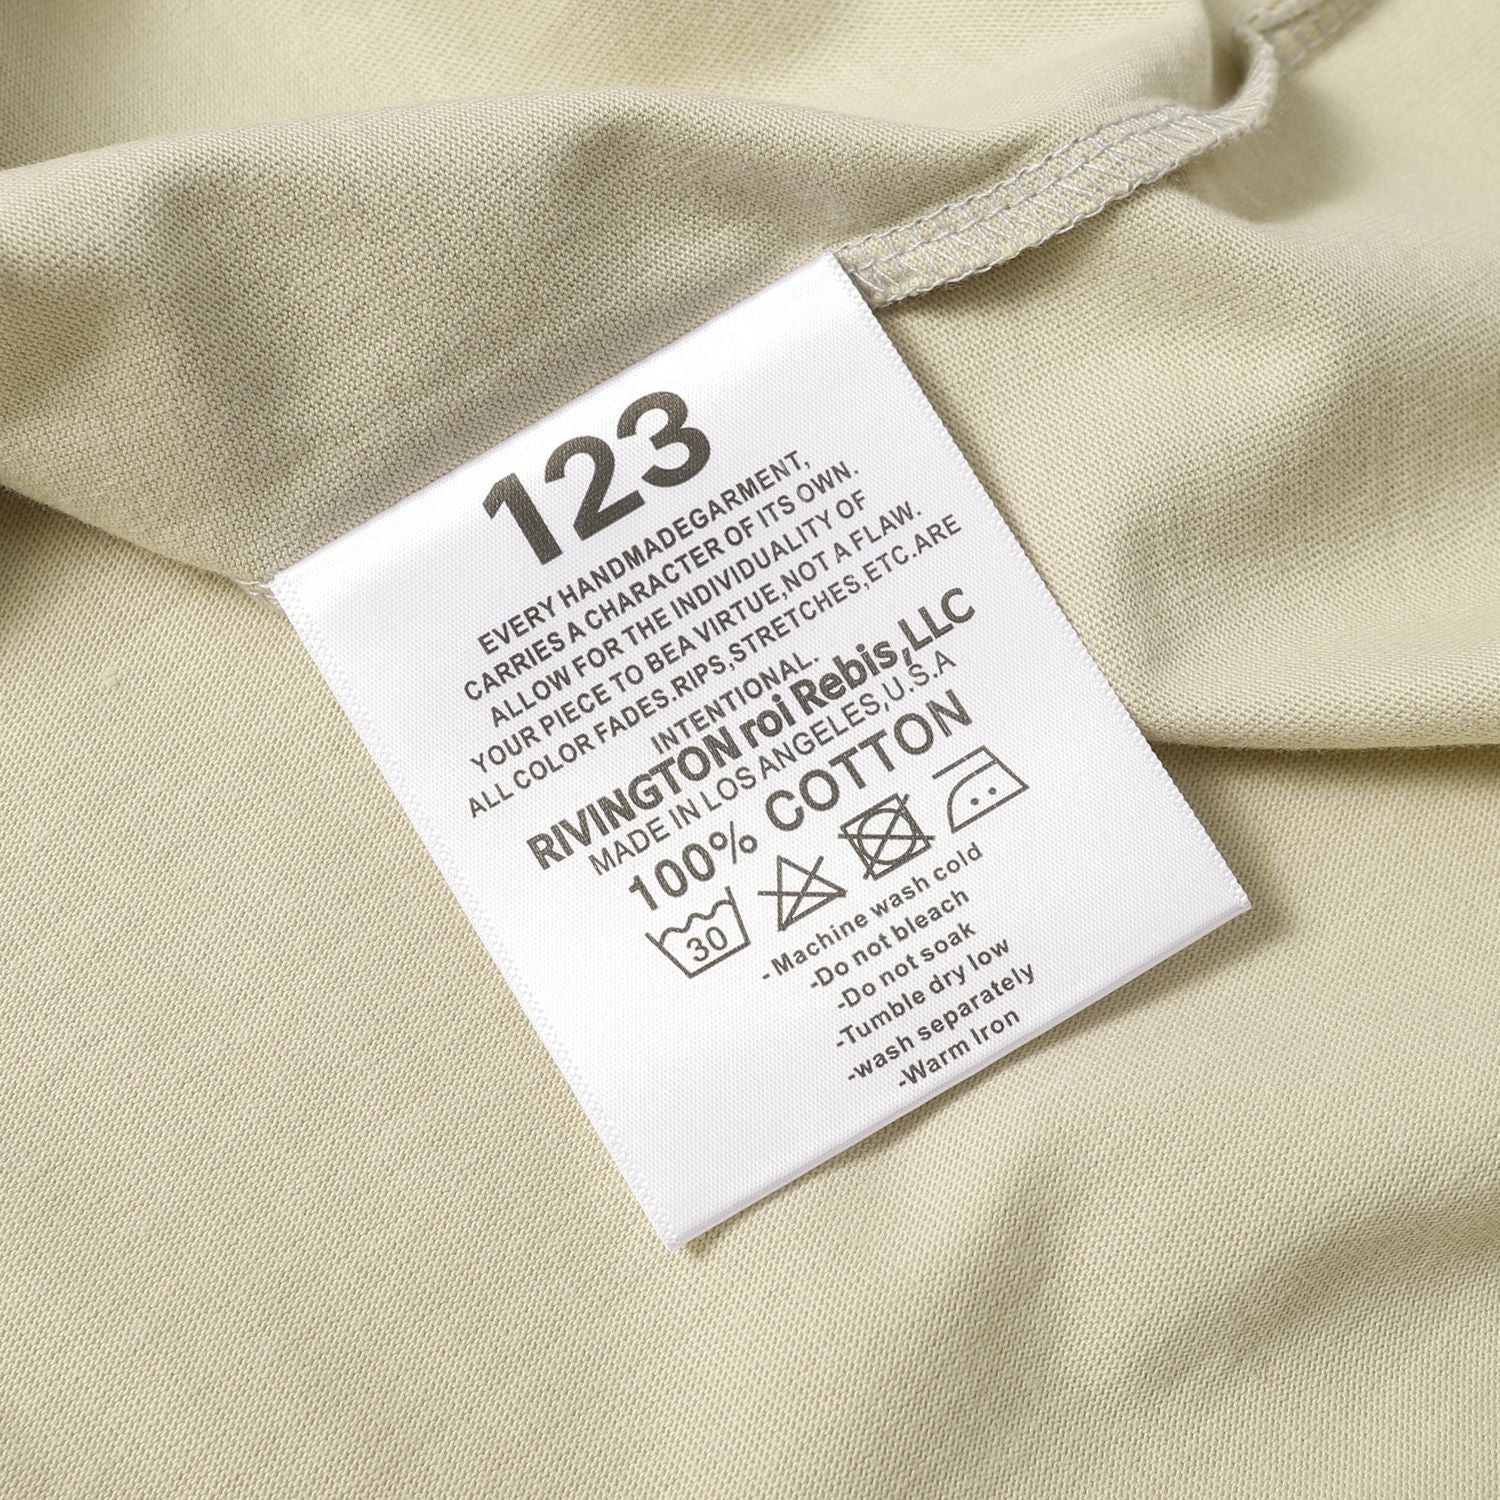 123
EVERY HANDMADEGARMENT,
CARRIES A CHARACTER OF ITS OWN.
ALLOW FOR THE INDIVIDUALITY OF
YOUR PIECE TO BEA VIRTUE,NOT A FLAW.
ALL COLOR FADES.RIPS,STRETCHES,ETC.ARE
INTENTIONAL.
RIVINGTON roi Rebis,LLC
MADE IN LOS ANGELES,U.S.A
100% COTTON
30
- Machine wash cold
-Do not bleach
-Do not soak
-Tumble dry low
-wash separately
-Warm Iron